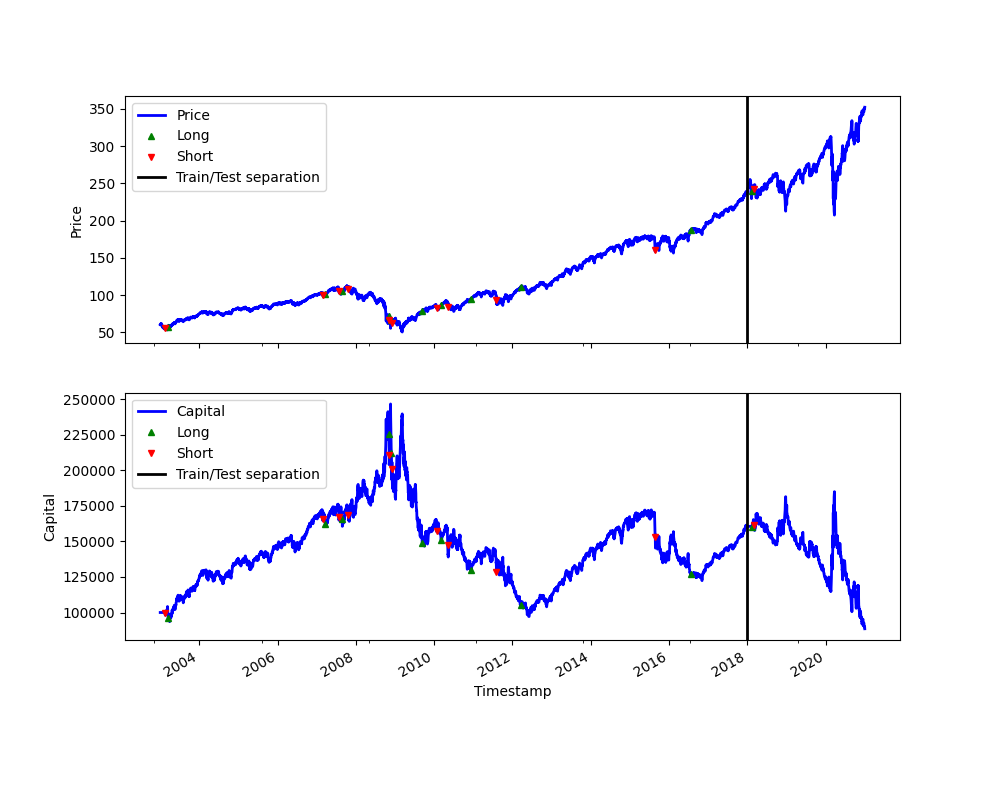 350
300
250
200
150
100
50
Price
Price
Long
Short
Train/Test separation
250000
225000
200000
175000
150000
125000
100000
Capital
Capital
Long
Short
Train/Test separation
2004
2006
2008
2010
2012
2014
2016
2018
2020
Timestamp